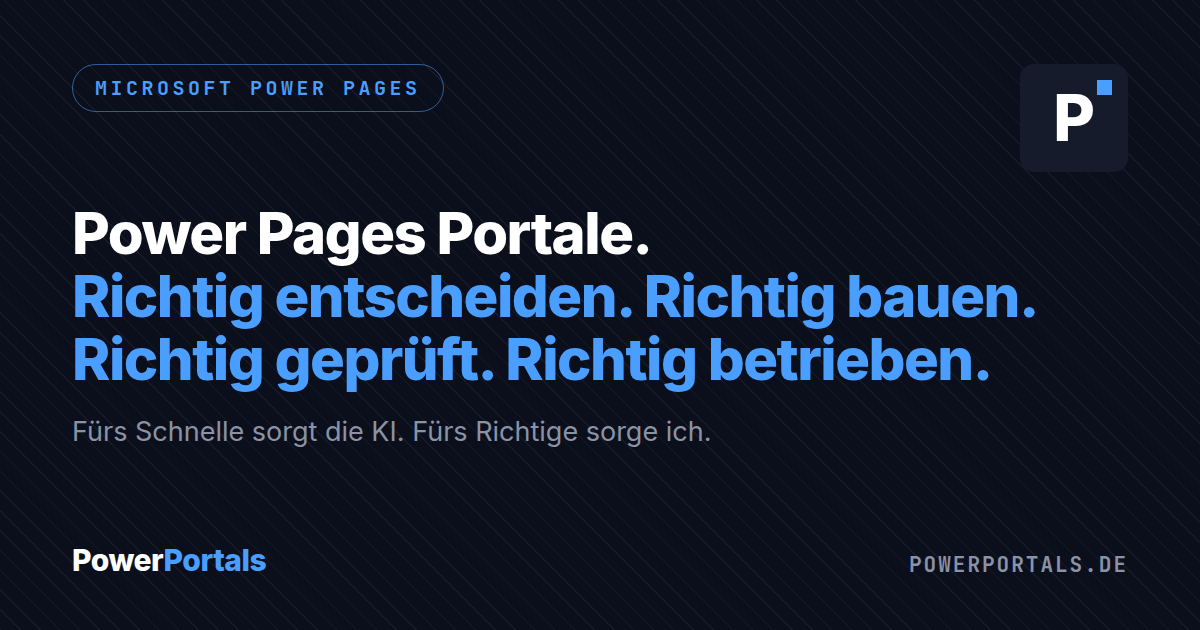 MICROSOFT POWER PAGES
P
Power Pages Portale.
Richtig entscheiden. Richtig bauen.
Richtig geprüft. Richtig betrieben.
Fürs Schnelle sorgt die KI. Fürs Richtige sorge ich.
PowerPortals
POWERPORTALS.DE